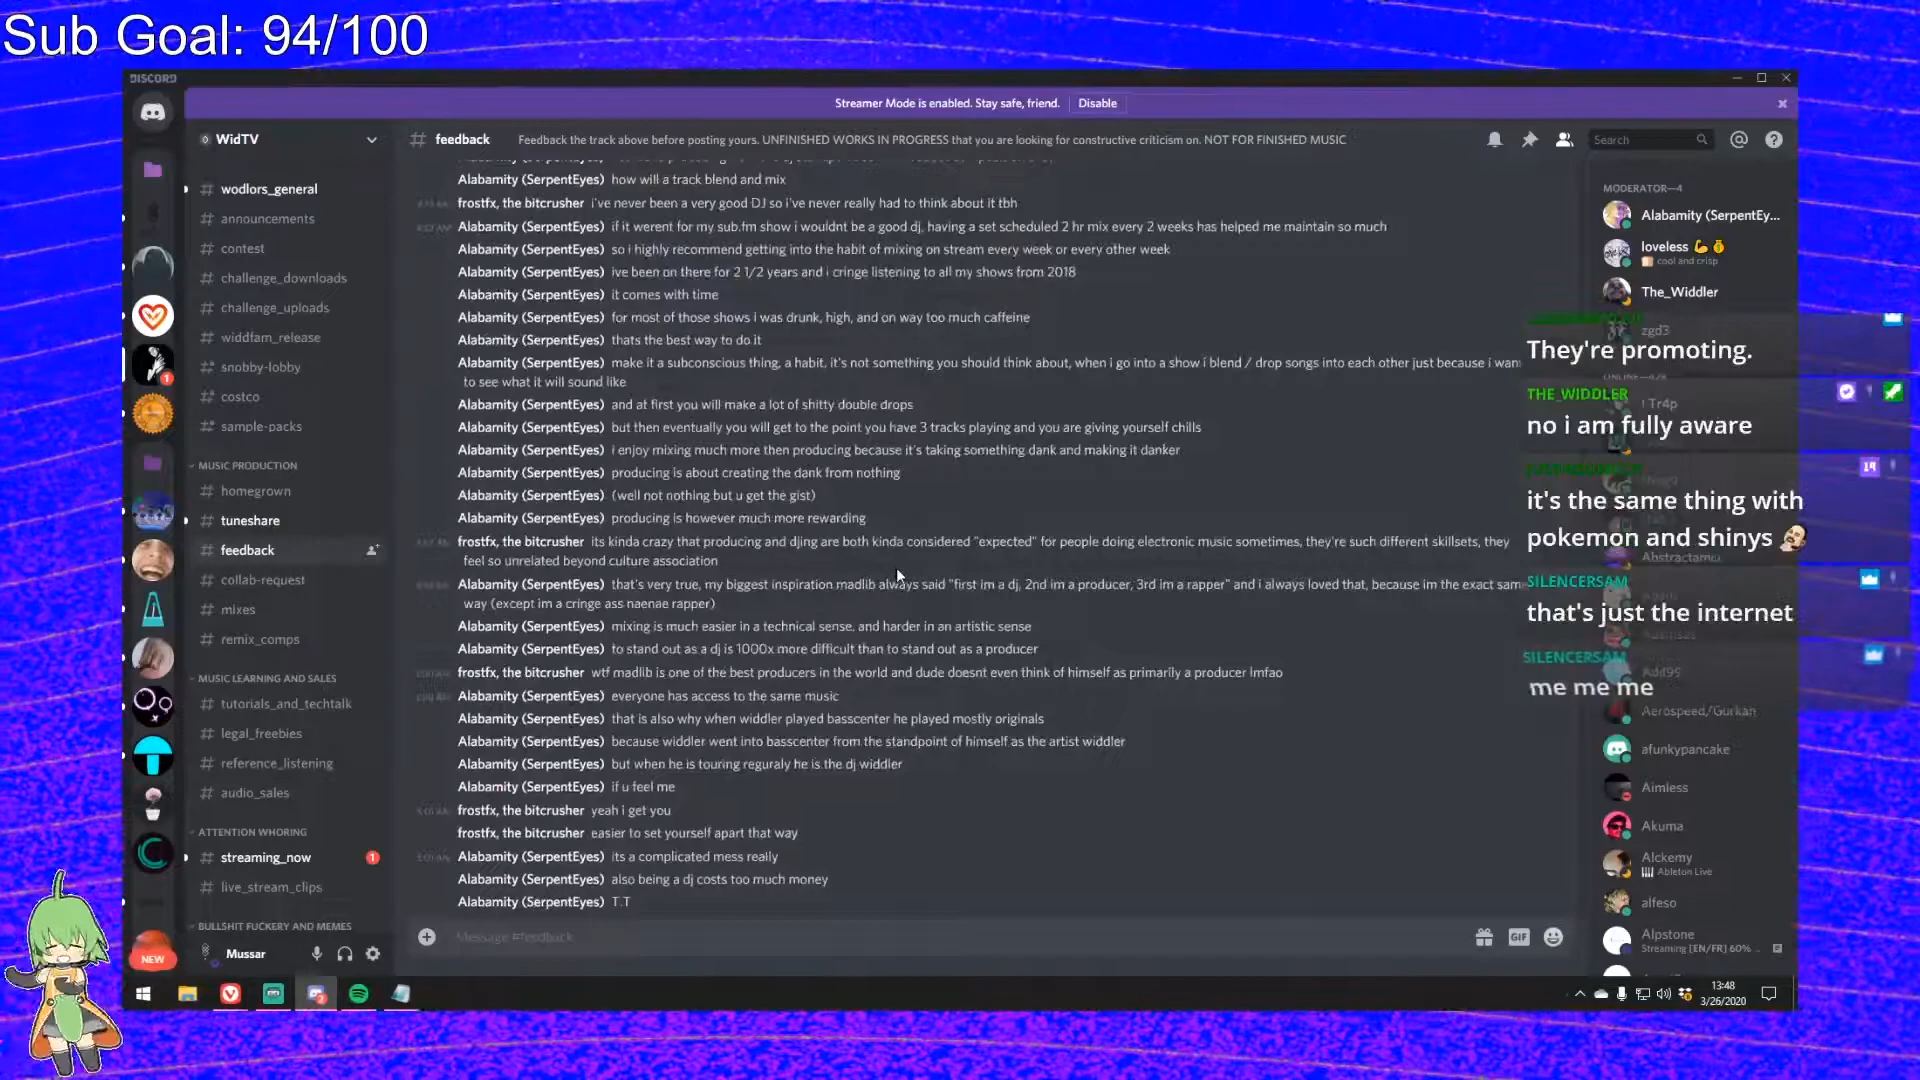 Sub Goal: 94/100
DISCORD
Streamer Mode is enabled. Stay safe, friend. Disable
WidTV
# feedback Feedback the track above before posting yours. UNFINISHED WORKS IN PROGRESS that you are looking for constructive criticism on. NOT FOR FINISHED MUSIC
Search
# wodlors_general
# announcements
# contest
# challenge_downloads
# challenge_uploads
# widdfam_release
# snobby-lobby
# costco
# sample-packs
MUSIC PRODUCTION
# homegrown
# tuneshare
# feedback
# collab-request
# mixes
# remix_comps
MUSIC LEARNING AND SALES
# tutorials_and_techtalk
# legal_freebies
# reference_listening
# audio_sales
ATTENTION WHORING
# streaming_now 1
# live_stream_clips
BULLSHIT FUCKERY AND MEMES
Mussar
NEW
Alabamity (SerpentEyes) how will a track blend and mix
frostfx, the bitcrusher i've never been a very good DJ so i've never really had to think about it tbh
Alabamity (SerpentEyes) if it werent for my sub.fm show i wouldnt be a good dj, having a set scheduled 2 hr mix every 2 weeks has helped me maintain so much
Alabamity (SerpentEyes) so i highly recommend getting into the habit of mixing on stream every week or every other week
Alabamity (SerpentEyes) ive been on there for 2 1/2 years and i cringe listening to all my shows from 2018
Alabamity (SerpentEyes) it comes with time
Alabamity (SerpentEyes) for most of those shows i was drunk, high, and on way too much caffeine
Alabamity (SerpentEyes) thats the best way to do it
Alabamity (SerpentEyes) make it a subconscious thing, a habit, it's not something you should think about, when i go into a show i blend / drop songs into each other just because i wan
to see what it will sound like
Alabamity (SerpentEyes) and at first you will make a lot of shitty double drops
Alabamity (SerpentEyes) but then eventually you will get to the point you have 3 tracks playing and you are giving yourself chills
Alabamity (SerpentEyes) i enjoy mixing much more then producing because it's taking something dank and making it danker
Alabamity (SerpentEyes) producing is about creating the dank from nothing
Alabamity (SerpentEyes) (well not nothing but u get the gist)
Alabamity (SerpentEyes) producing is however much more rewarding
frostfx, the bitcrusher its kinda crazy that producing and djing are both kinda considered "expected" for people doing electronic music sometimes, they're such different skillsets, they
feel so unrelated beyond culture association
Alabamity (SerpentEyes) that's very true, my biggest inspiration madlib always said "first im a dj, 2nd im a producer, 3rd im a rapper" and i always loved that, because im the exact sam
way (except im a cringe ass naenae rapper)
Alabamity (SerpentEyes) mixing is much easier in a technical sense, and harder in an artistic sense
Alabamity (SerpentEyes) to stand out as a dj is 1000x more difficult than to stand out as a producer
frostfx, the bitcrusher wtf madlib is one of the best producers in the world and dude doesnt even think of himself as primarily a producer lmfao
Alabamity (SerpentEyes) everyone has access to the same music
Alabamity (SerpentEyes) that is also why when widdler played basscenter he played mostly originals
Alabamity (SerpentEyes) because widdler went into basscenter from the standpoint of himself as the artist widdler
Alabamity (SerpentEyes) but when he is touring reguraly he is the dj widdler
Alabamity (SerpentEyes) if u feel me
frostfx, the bitcrusher yeah i get you
frostfx, the bitcrusher easier to set yourself apart that way
Alabamity (SerpentEyes) its a complicated mess really
Alabamity (SerpentEyes) also being a dj costs too much money
Alabamity (SerpentEyes) T.T
Message #feedback
GIF
MODERATOR—4
Alabamity (SerpentEy...
loveless
cool and crisp
The_Widdler
zgd3
They're promoting.
THE_WIDDLER
! Tr4p
no i am fully aware
14
it's the same thing with
pokemon and shinys
Abstractamu
SILENCERSAM
that's just the internet
SILENCERSAM
Add95
me me me
Aerospeed/Gurkan
afunkypancake
Aimless
Akuma
Alckemy
Ableton Live
alfeso
Alpstone
Streaming [EN/FR] 60% ...
13:48
3/26/2020